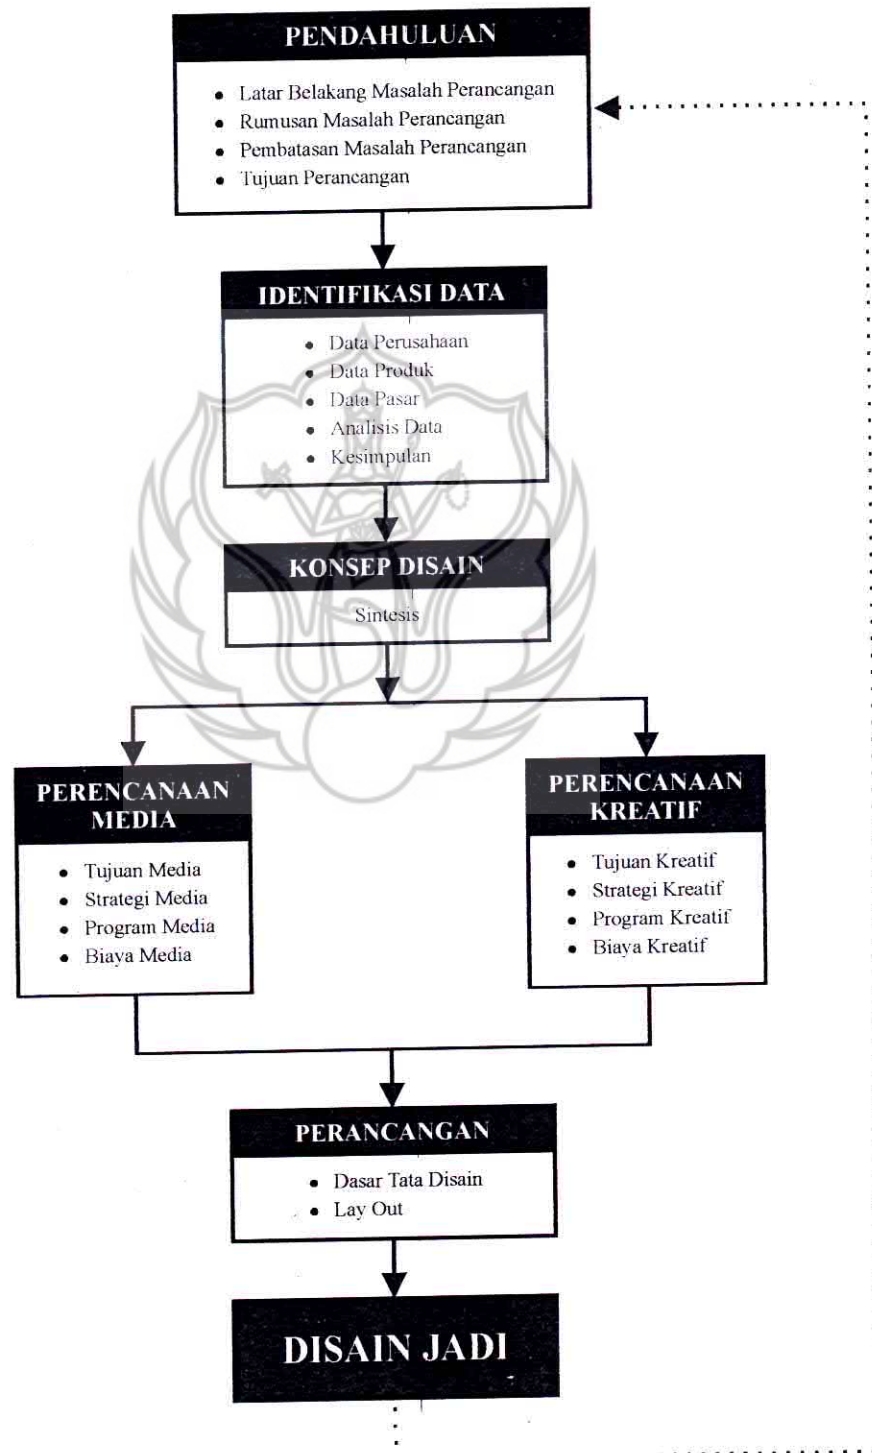 PENDAHULUAN
• Latar Belakang Masalah Perancangan
• Rumusan Masalah Perancangan
• Pembatasan Masalah Perancangan
• Tujuan Perancangan
IDENTIFIKASI DATA
• Data Perusahaan
• Data Produk
• Data Pasar
• Analisis Data
• Kesimpulan
KONSEP DISAIN
Sintesis
PERENCANAAN
MEDIA
• Tujuan Media
• Strategi Media
• Program Media
• Biaya Media
PERENCANAAN
KREATIF
• Tujuan Kreatif
• Strategi Kreatif
• Program Kreatif
• Biaya Kreatif
PERANCANGAN
• Dasar Tata Disain
• Lay Out
DISAIN JADI